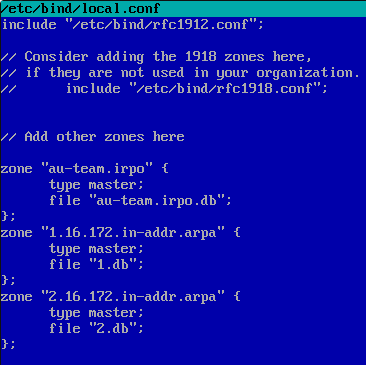 /etc/bind/local.conf
include "/etc/bind/rfc1912.conf";
// Consider adding the 1918 zones here,
// if they are not used in your organization.
//      include "/etc/bind/rfc1918.conf";
// Add other zones here
zone "au-team.irpo" {
      type master;
      file "au-team.irpo.db";
};
zone "1.16.172.in-addr.arpa" {
      type master;
      file "1.db";
};
zone "2.16.172.in-addr.arpa" {
      type master;
      file "2.db";
};